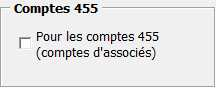 Comptes 455
Pour les comptes 455
(comptes d'associés)